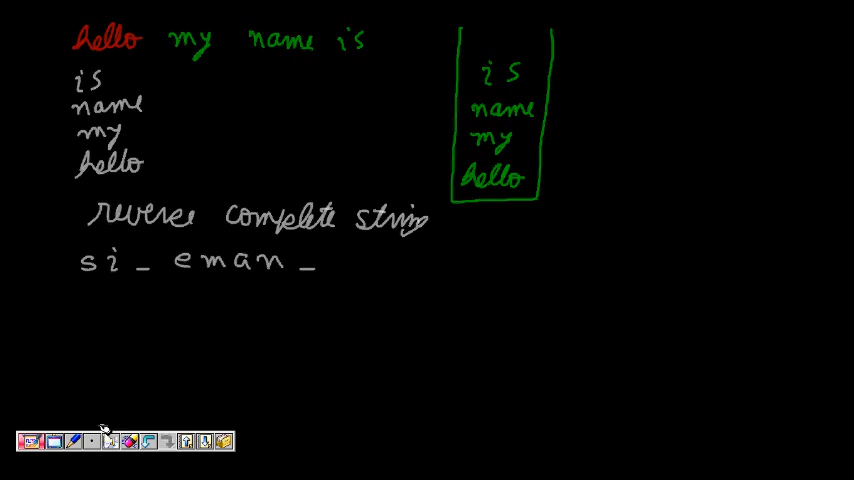 hello my name is
is
name
my
hello
reverse complete string
si _ eman _
is
name
my
hello